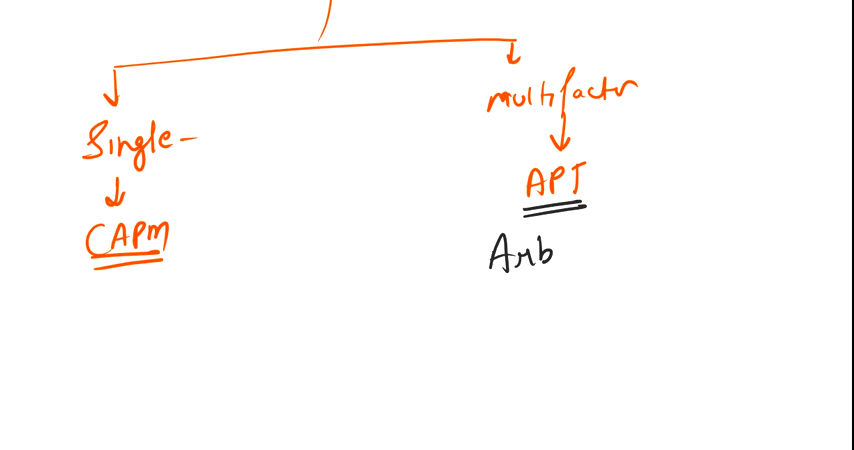 multifactor
Single-
APT
CAPM
Arb